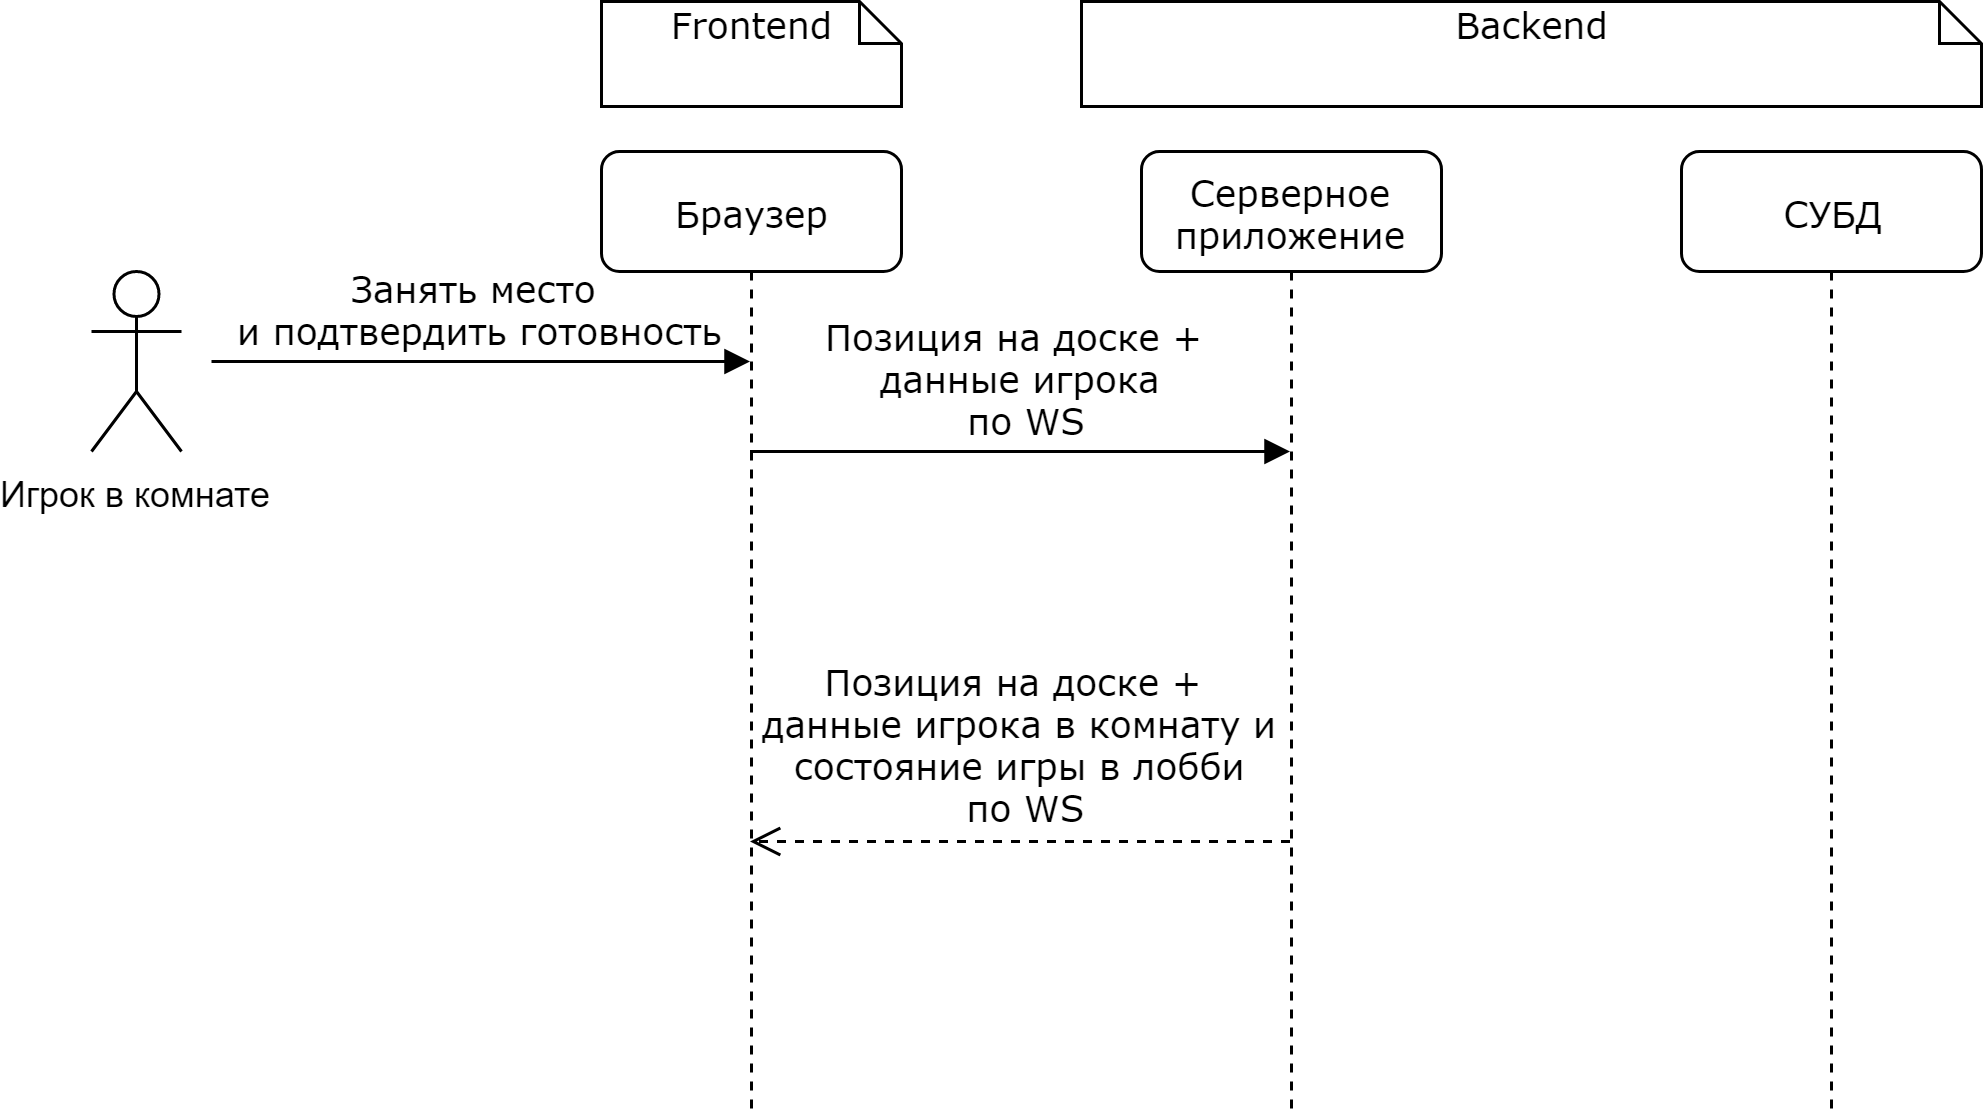 Frontend
Backend
Браузер
Серверное
приложение
СУБД
Занять место
и подтвердить готовность
Позиция на доске +
данные игрока
по WS
Игрок в комнате
Позиция на доске +
данные игрока в комнату и
состояние игры в лобби
по WS